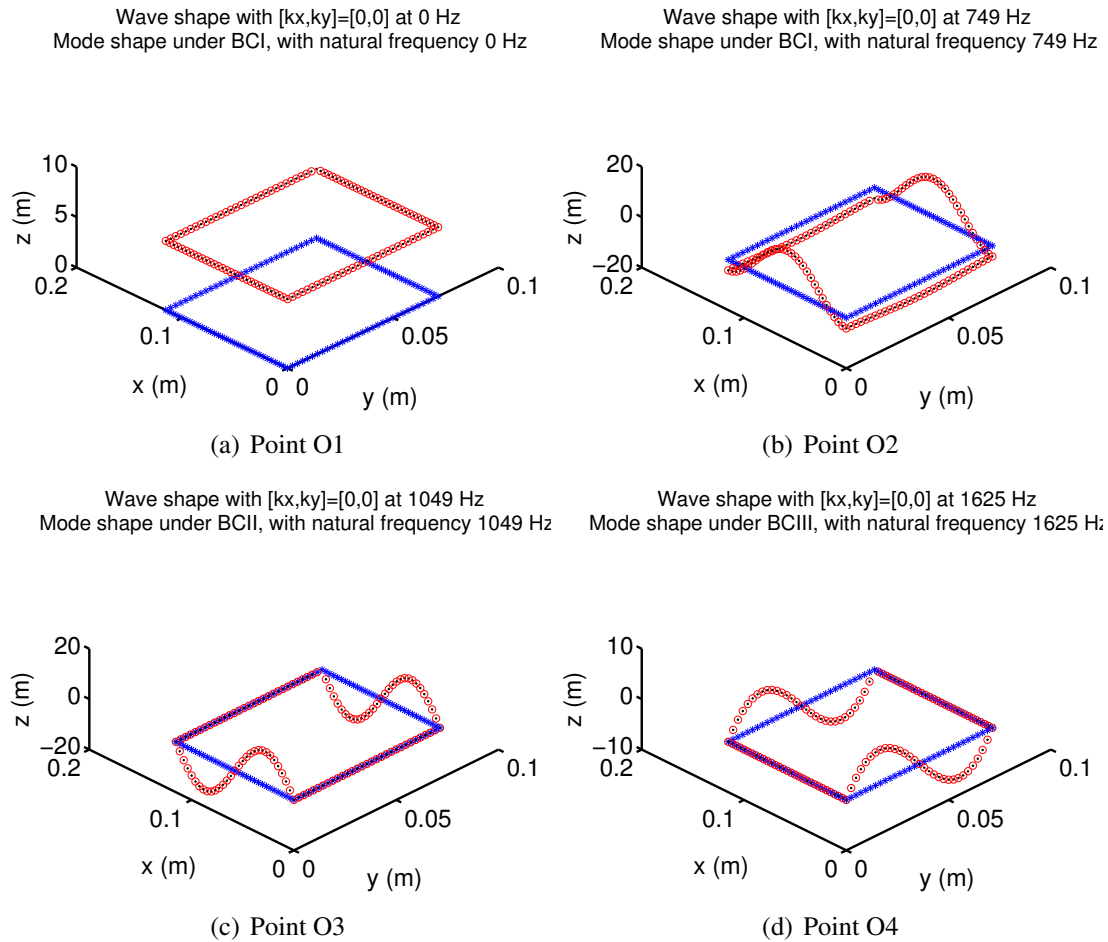 Wave shape with [kx,ky]=[0,0] at 0 Hz
Mode shape under BCI, with natural frequency 0 Hz
10
5
0
z (m)
0.2
0.1
0
x (m)
0
0.05
0.1
y (m)
(a) Point O1
Wave shape with [kx,ky]=[0,0] at 749 Hz
Mode shape under BCI, with natural frequency 749 Hz
20
0
−20
z (m)
0.2
0.1
0
x (m)
0
0.05
0.1
y (m)
(b) Point O2
Wave shape with [kx,ky]=[0,0] at 1049 Hz
Mode shape under BCII, with natural frequency 1049 Hz
20
0
−20
z (m)
0.2
0.1
0
x (m)
0
0.05
0.1
y (m)
(c) Point O3
Wave shape with [kx,ky]=[0,0] at 1625 Hz
Mode shape under BCIII, with natural frequency 1625 Hz
10
0
−10
z (m)
0.2
0.1
0
x (m)
0
0.05
0.1
y (m)
(d) Point O4